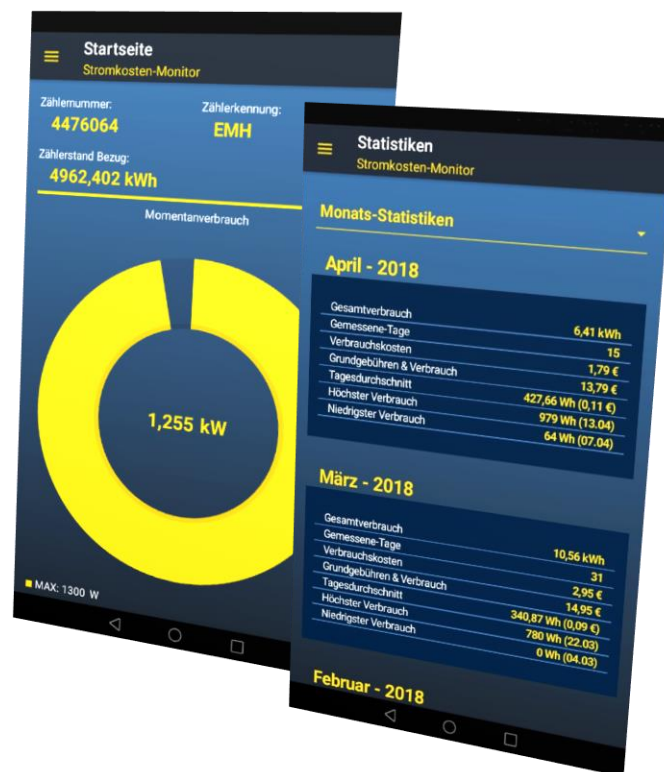 Startseite
Stromkosten-Monitor
Zählernummer:
Zählerkennung:
4476064
EMH
Zählerstand Bezug:
4962,402 kWh
Momentanverbrauch
1,255 kW
MAX: 1300 W
Statistiken
Stromkosten-Monitor
Monats-Statistiken
April - 2018
Gesamtverbrauch 6,41 kWh
Gemessene-Tage 15
Verbrauchskosten 1,79 €
Grundgebühren & Verbrauch 13,79 €
Tagesdurchschnitt 427,66 Wh (0,11 €)
Höchster Verbrauch 979 Wh (13.04)
Niedrigster Verbrauch 64 Wh (07.04)
März - 2018
Gesamtverbrauch 10,56 kWh
Gemessene-Tage 31
Verbrauchskosten 2,95 €
Grundgebühren & Verbrauch 14,95 €
Tagesdurchschnitt 340,87 Wh (0,09 €)
Höchster Verbrauch 780 Wh (22.03)
Niedrigster Verbrauch 0 Wh (04.03)
Februar - 2018